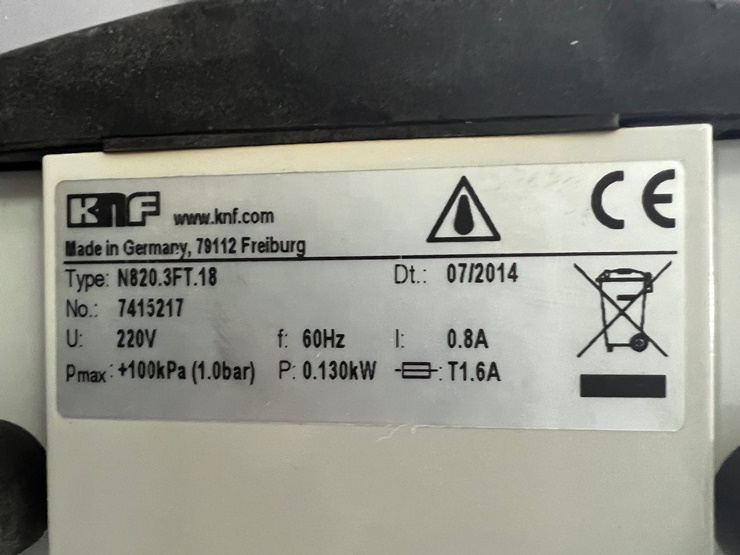 KNF www.knf.com
CE
Made in Germany, 79112 Freiburg
Type: N820.3FT.18 Dt.: 07/2014
No.: 7415217
U: 220V f: 60Hz I: 0.8A
Pmax: +100kPa (1.0bar) P: 0.130kW : T1.6A